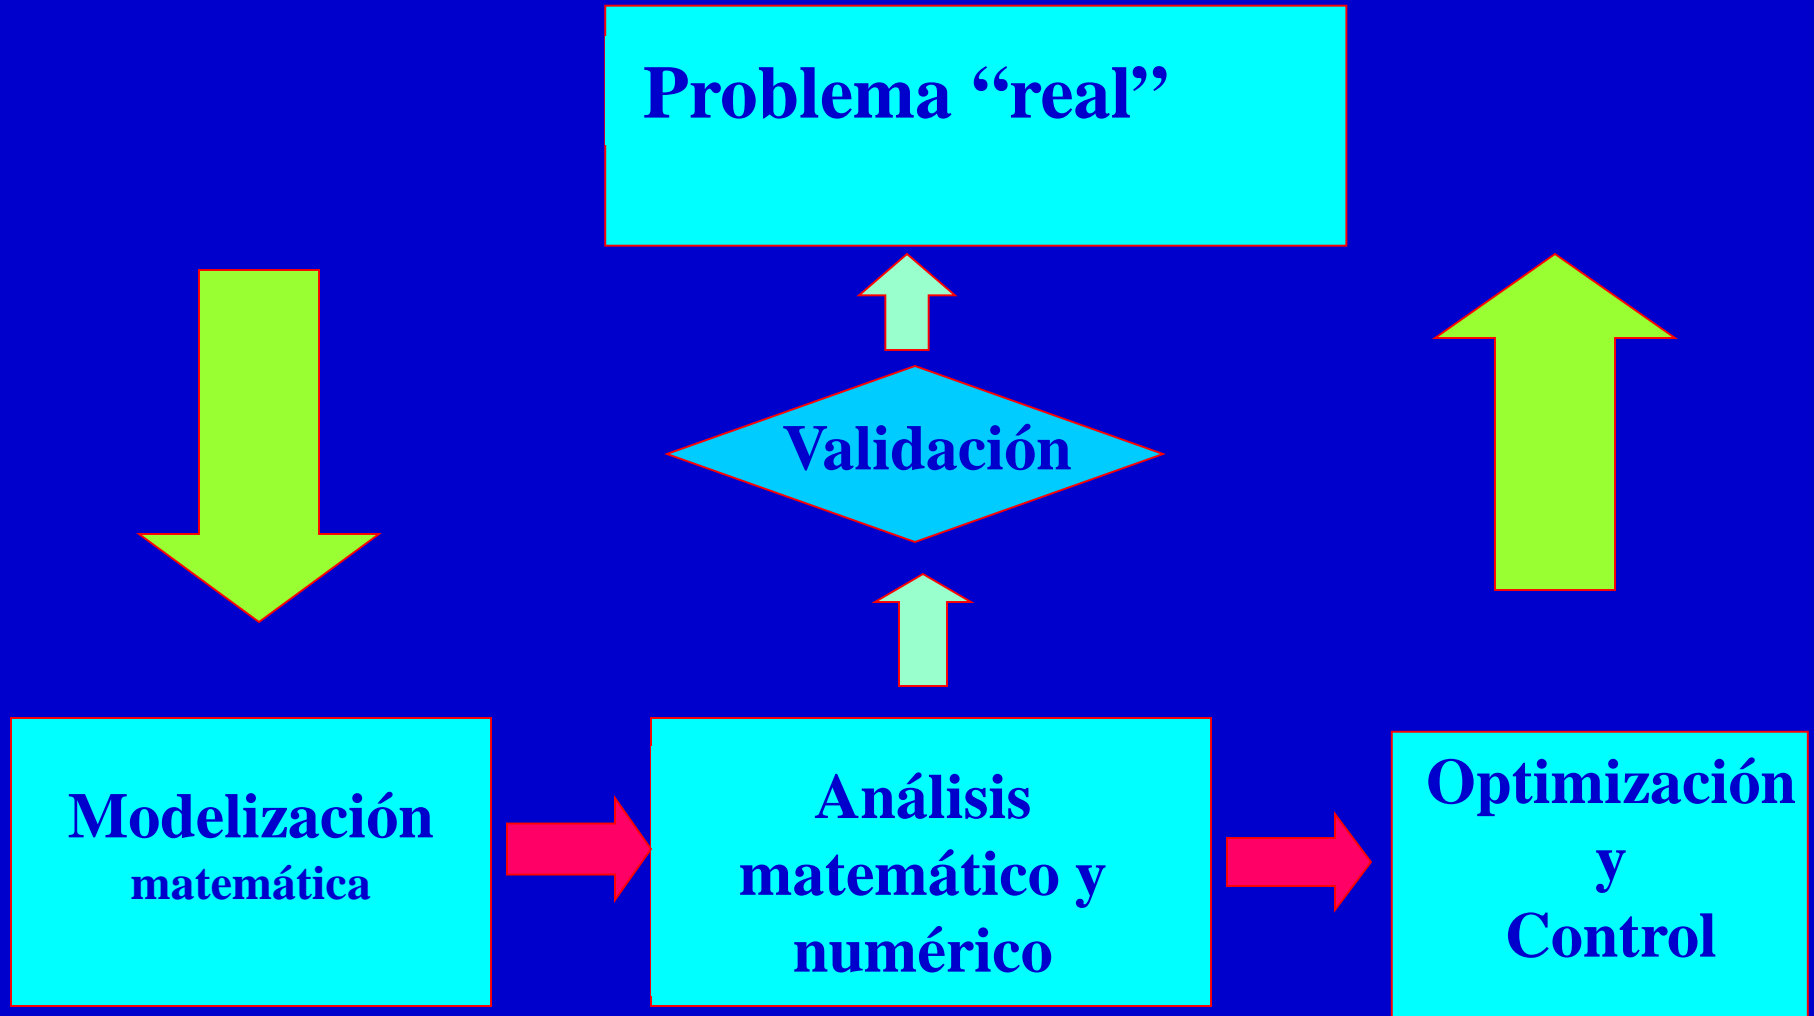 Problema “real”
Validación
Modelización
matemática
Análisis
matemático y
numérico
Optimización
y
Control